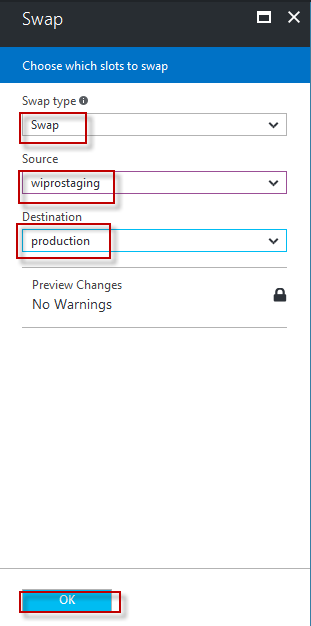 Swap
Choose which slots to swap
Swap type
Swap
Source
wiprostaging
Destination
production
Preview Changes
No Warnings
OK